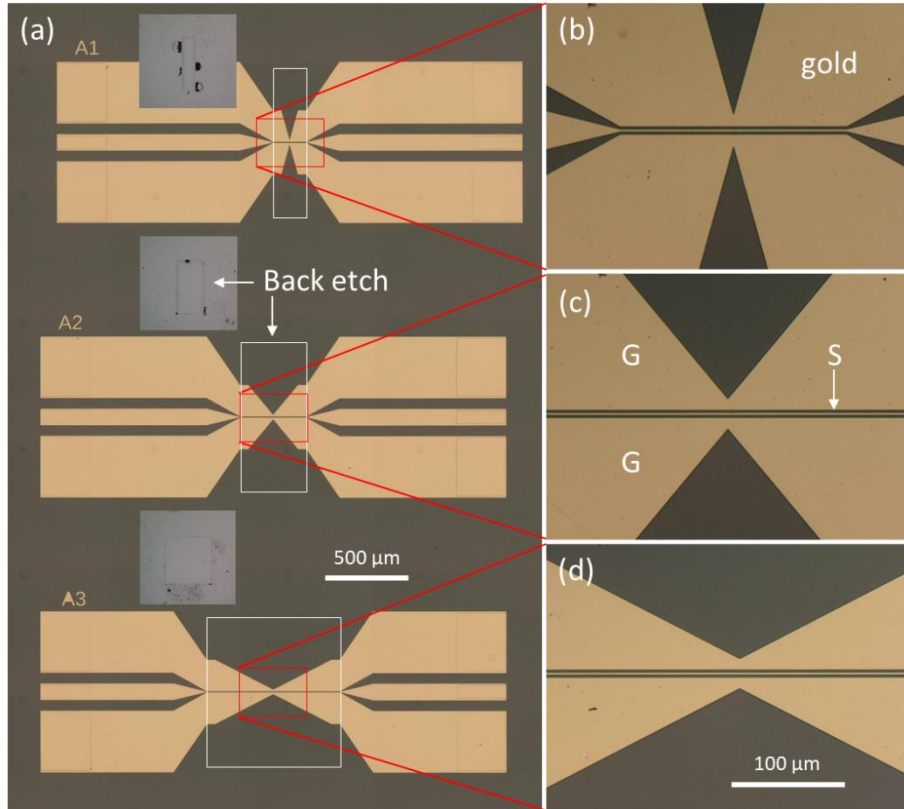 (a)
A1
Back etch
A2
500 μm
A3
(b)
gold
(c)
G
S
G
(d)
100 μm